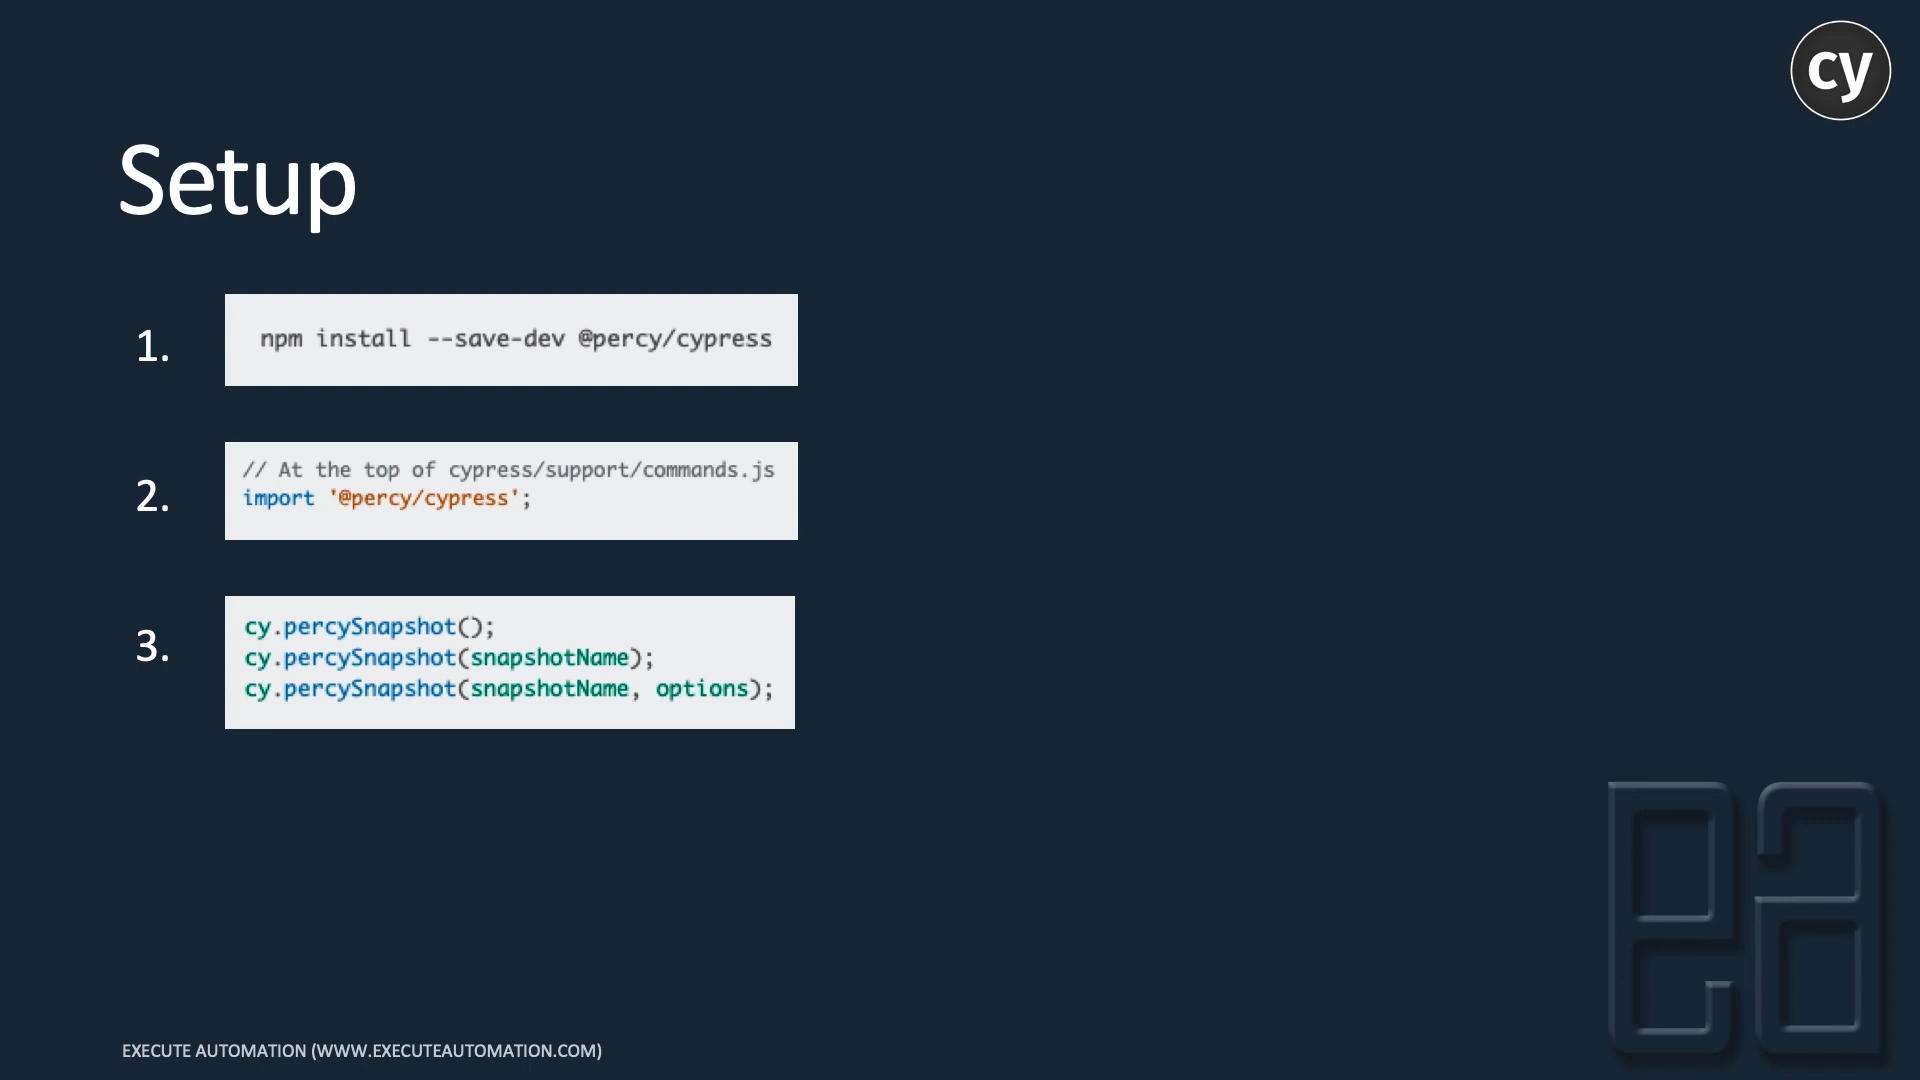 cy
Setup
1.
npm install --save-dev @percy/cypress
2.
// At the top of cypress/support/commands.js
import '@percy/cypress';
3.
cy.percySnapshot();
cy.percySnapshot(snapshotName);
cy.percySnapshot(snapshotName, options);
ea
EXECUTE AUTOMATION (WWW.EXECUTEAUTOMATION.COM)